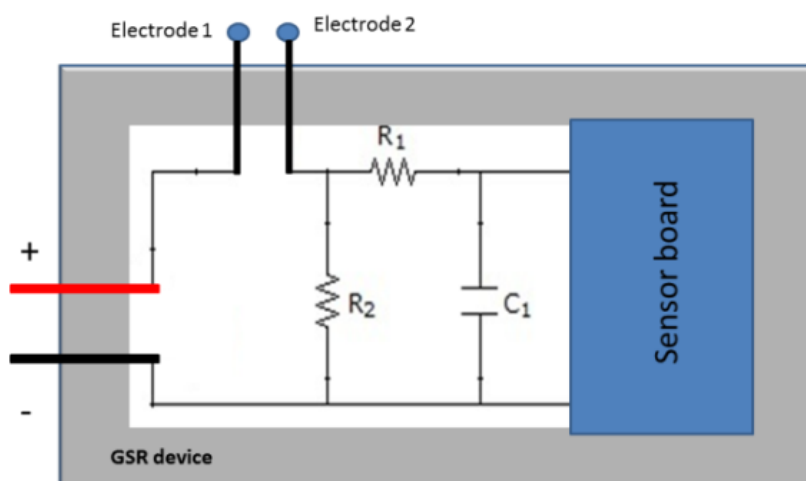 Electrode 1
Electrode 2
R₁
+
R₂
C₁
Sensor board
-
GSR device